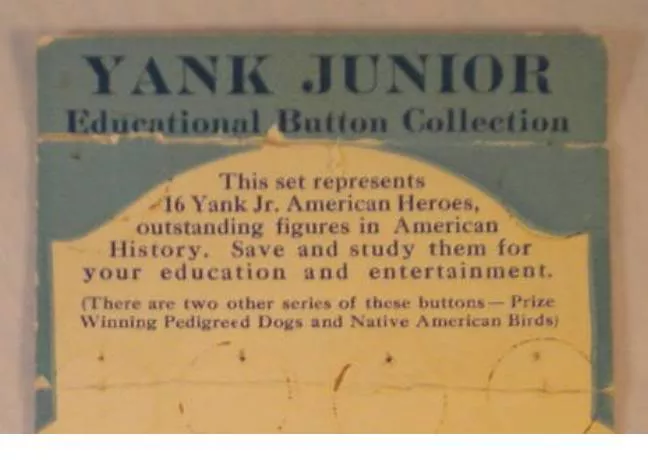 YANK JUNIOR
Educational Button Collection
This set represents
16 Yank Jr. American Heroes,
outstanding figures in American
History. Save and study them for
your education and entertainment.
(There are two other series of these buttons — Prize
Winning Pedigreed Dogs and Native American Birds)